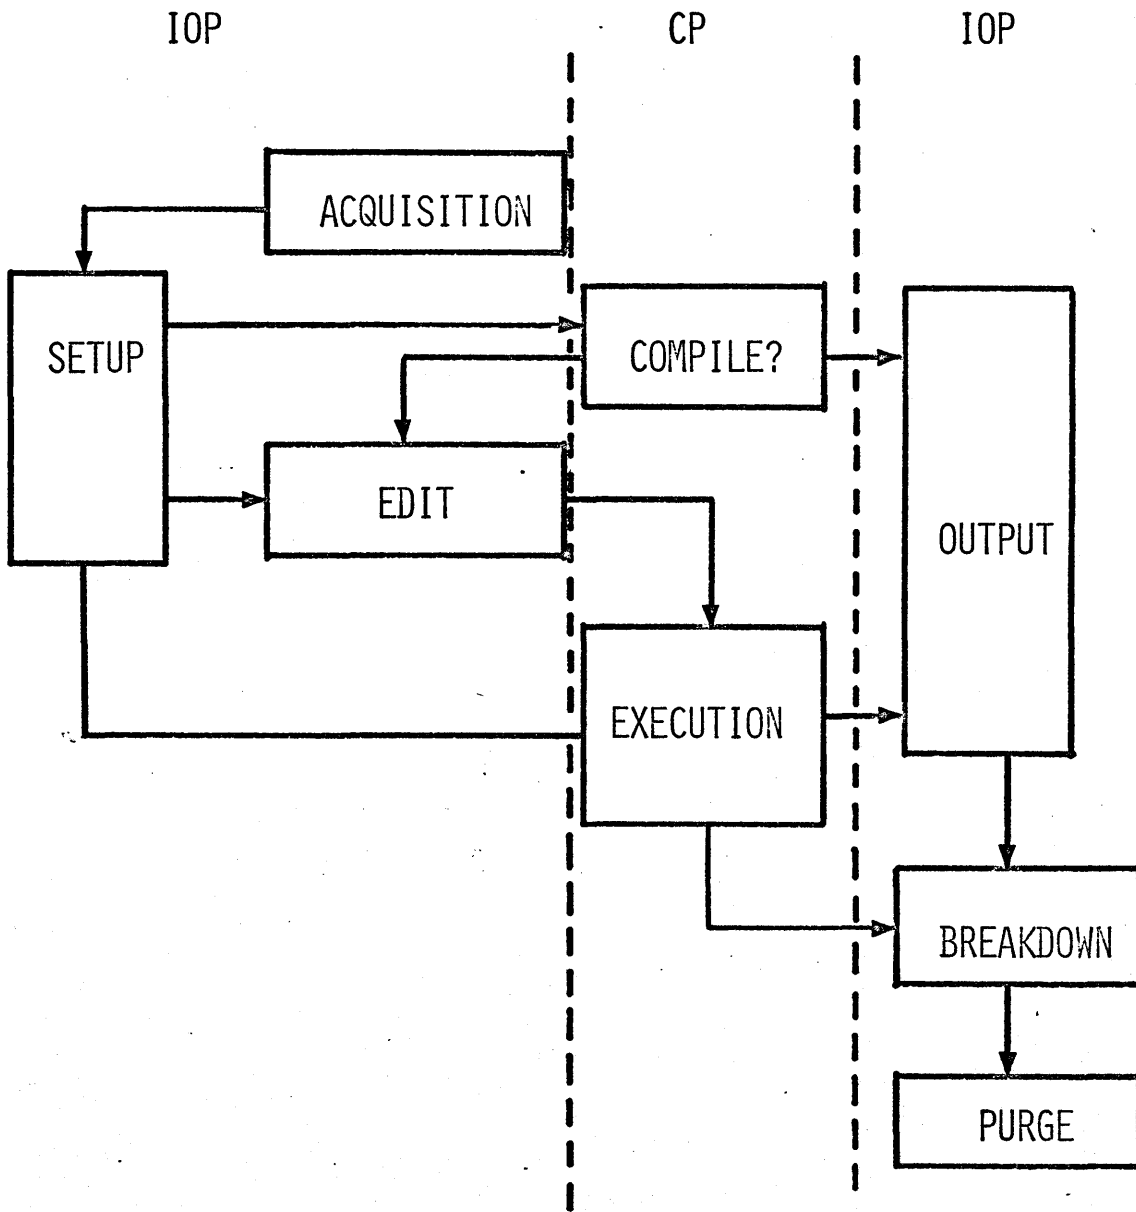 IOP
CP
IOP
ACQUISITION
SETUP
COMPILE?
EDIT
OUTPUT
EXECUTION
BREAKDOWN
PURGE